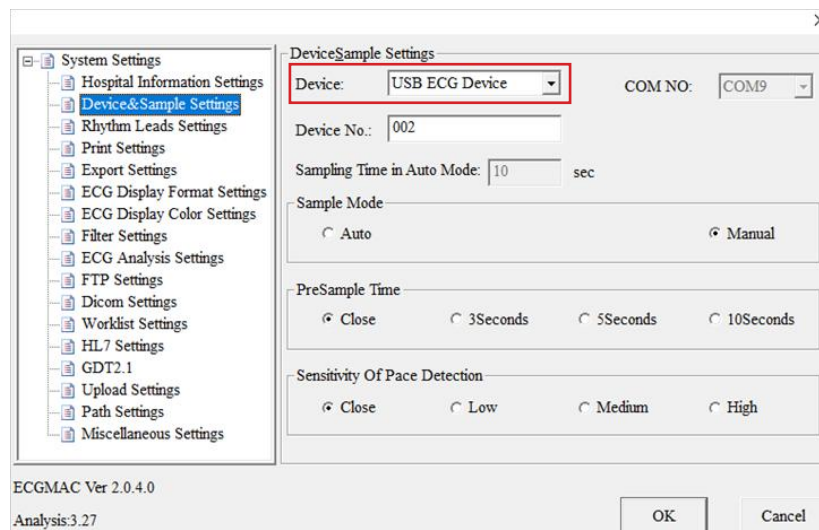 System Settings
Hospital Information Settings
Device&Sample Settings
Rhythm Leads Settings
Print Settings
Export Settings
ECG Display Format Settings
ECG Display Color Settings
Filter Settings
ECG Analysis Settings
FTP Settings
Dicom Settings
Worklist Settings
HL7 Settings
GDT2.1
Upload Settings
Path Settings
Miscellaneous Settings
DeviceSample Settings
Device: USB ECG Device COM NO: COM9
Device No.: 002
Sampling Time in Auto Mode: 10 sec
Sample Mode
Auto Manual
PreSample Time
Close 3Seconds 5Seconds 10Seconds
Sensitivity Of Pace Detection
Close Low Medium High
ECGMAC Ver 2.0.4.0
Analysis:3.27
OK Cancel